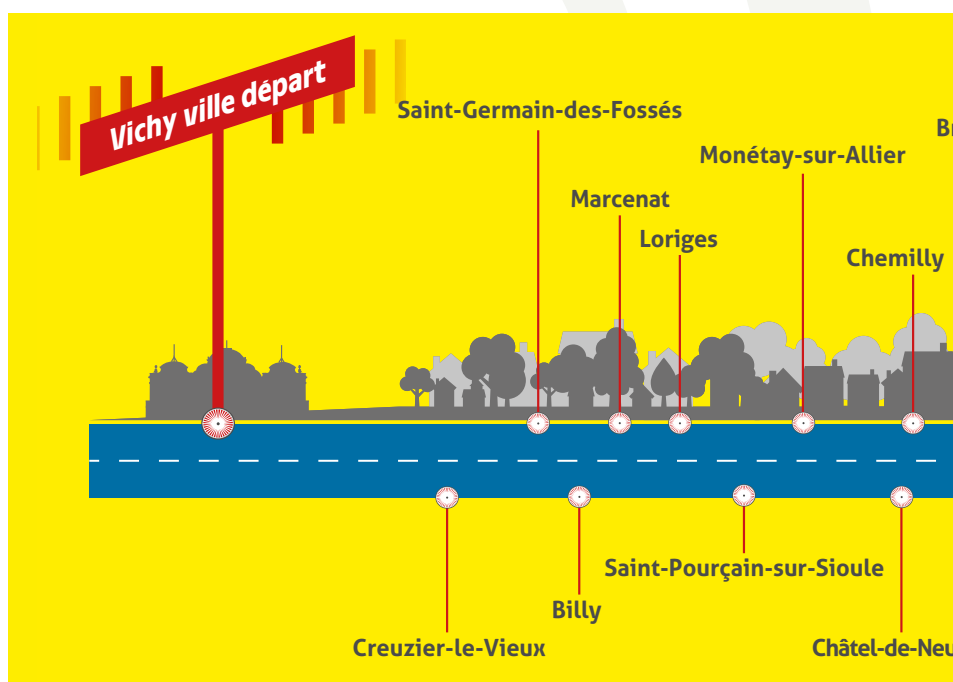 Vichy ville départ
Saint-Germain-des-Fossés
Monétay-sur-Allier
Marcenat
Loriges
Chemilly
Saint-Pourçain-sur-Sioule
Billy
Creuzier-le-Vieux